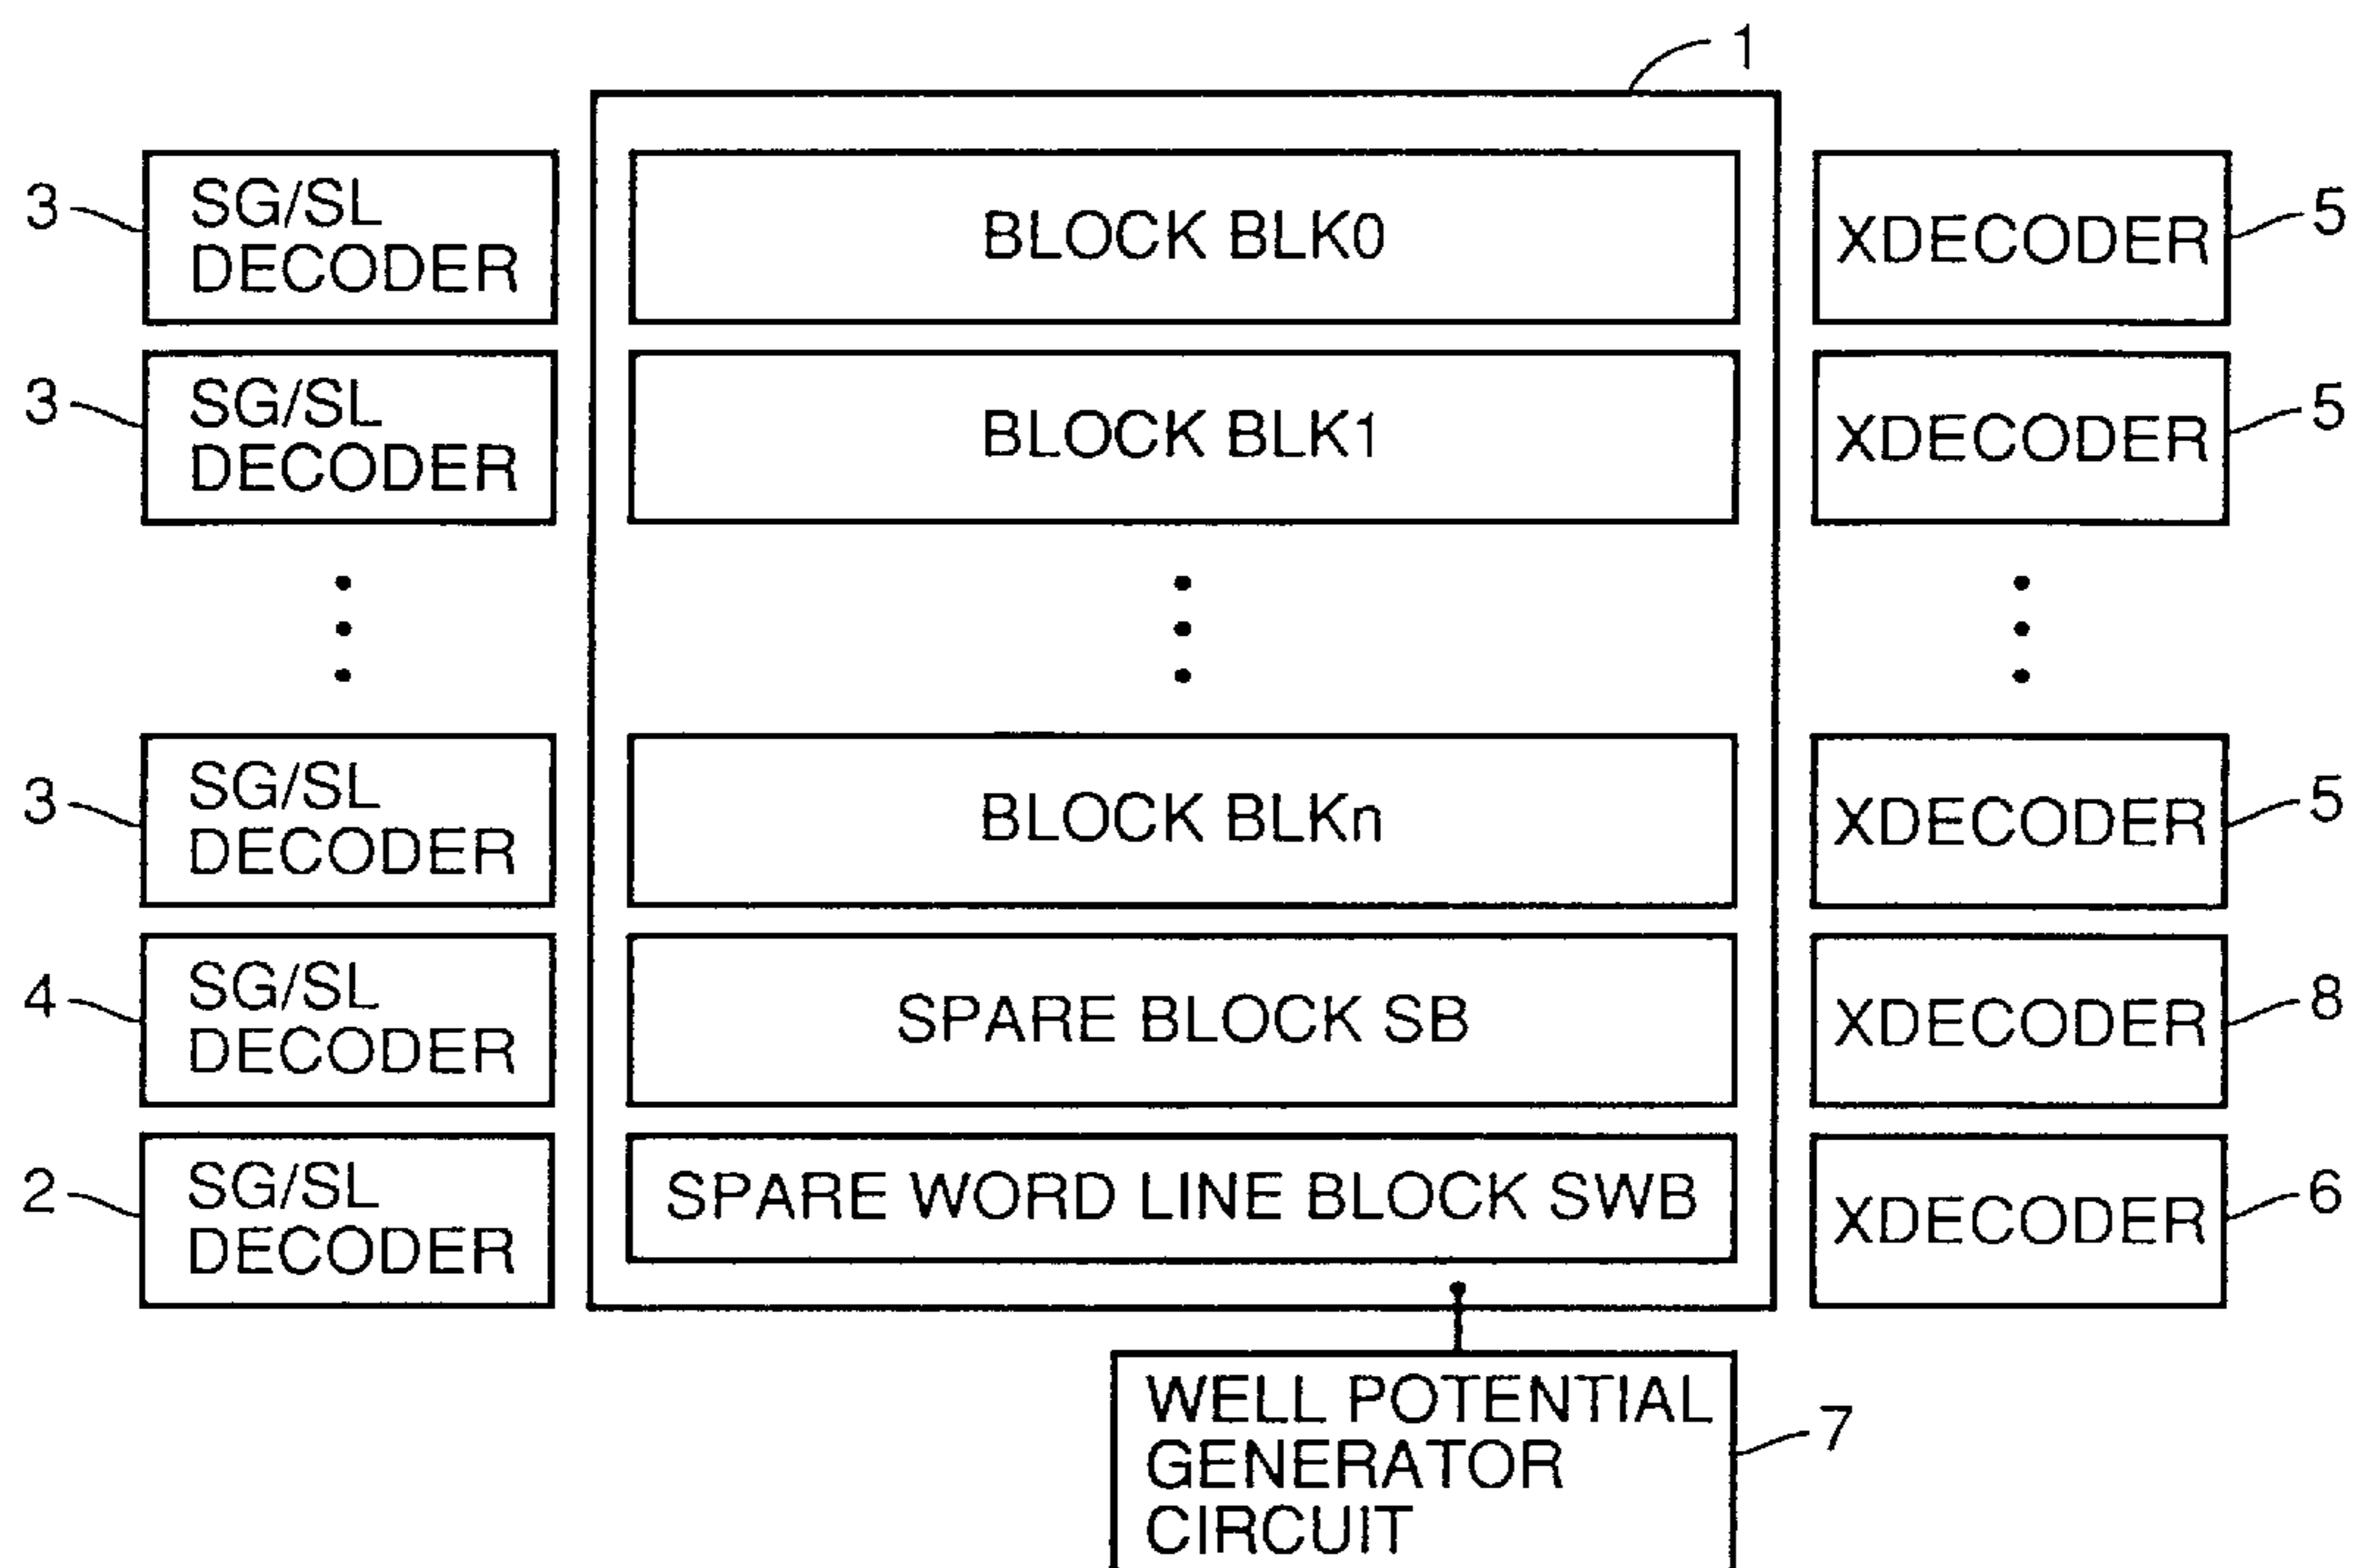 1
3
SG/SL
DECODER
BLOCK BLK0
XDECODER
5
3
SG/SL
DECODER
BLOCK BLK1
XDECODER
5
3
SG/SL
DECODER
BLOCK BLKn
XDECODER
5
4
SG/SL
DECODER
SPARE BLOCK SB
XDECODER
8
2
SG/SL
DECODER
SPARE WORD LINE BLOCK SWB
XDECODER
6
WELL POTENTIAL
GENERATOR
CIRCUIT
7